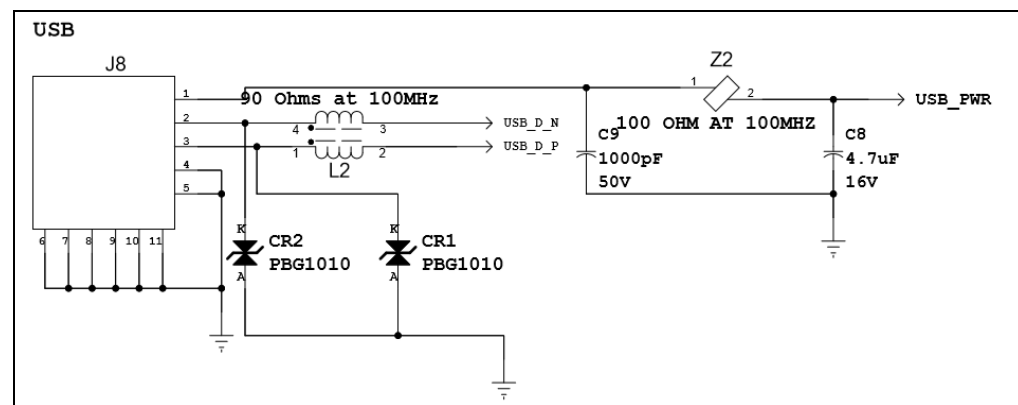 USB
J8
Z2
1
1
2
90 Ohms at 100MHz
USB_PWR
2
4
3
USB_D_N
100 OHM AT 100MHZ
3
1
2
USB_D_P
C9
C8
4
L2
1000pF
4.7uF
5
50V
16V
6
7
8
9
10
11
K
K
CR2
CR1
PBG1010
PBG1010
A
A